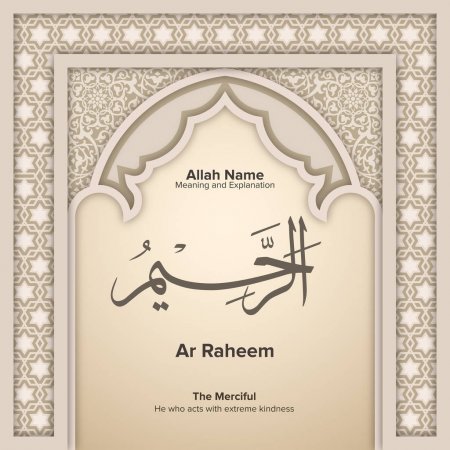 Allah Name
Meaning and Explanation
الرَّحِيمُ
Ar Raheem
The Merciful
He who acts with extreme kindness